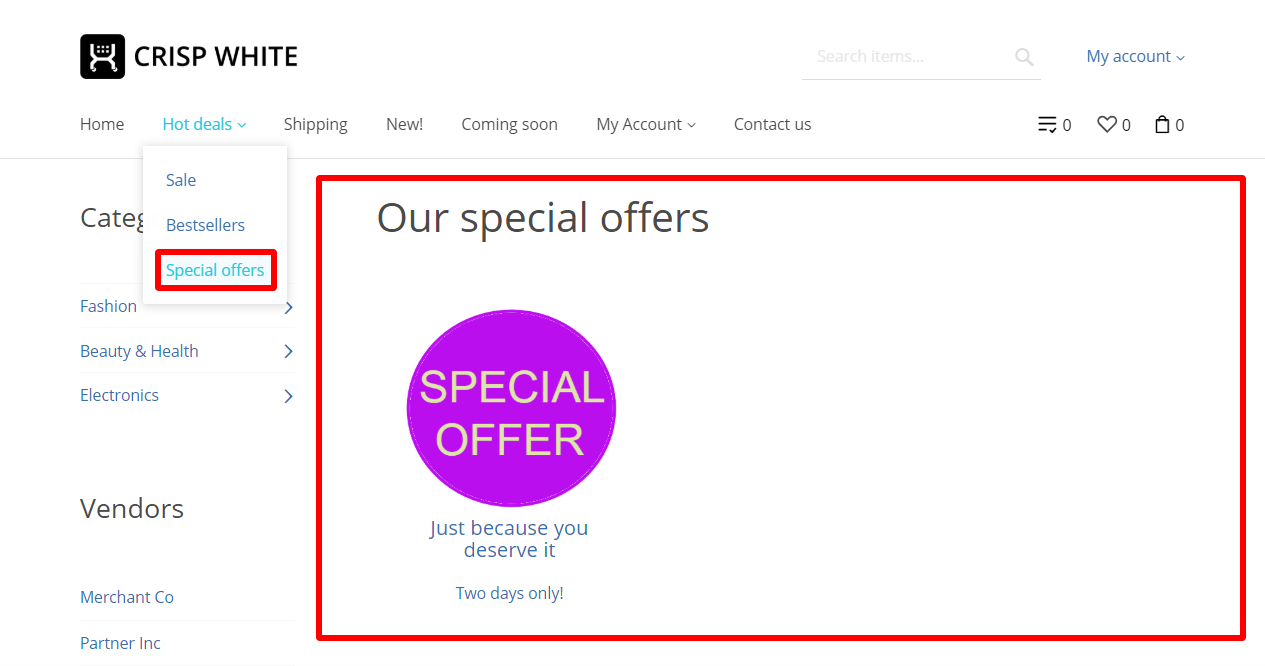 CRISP WHITE
Search items...
My account
Home
Hot deals
Shipping
New!
Coming soon
My Account
Contact us
0
0
0
Sale
Bestsellers
Special offers
Fashion
Beauty & Health
Electronics
Vendors
Merchant Co
Partner Inc
Our special offers
SPECIAL
OFFER
Just because you
deserve it
Two days only!